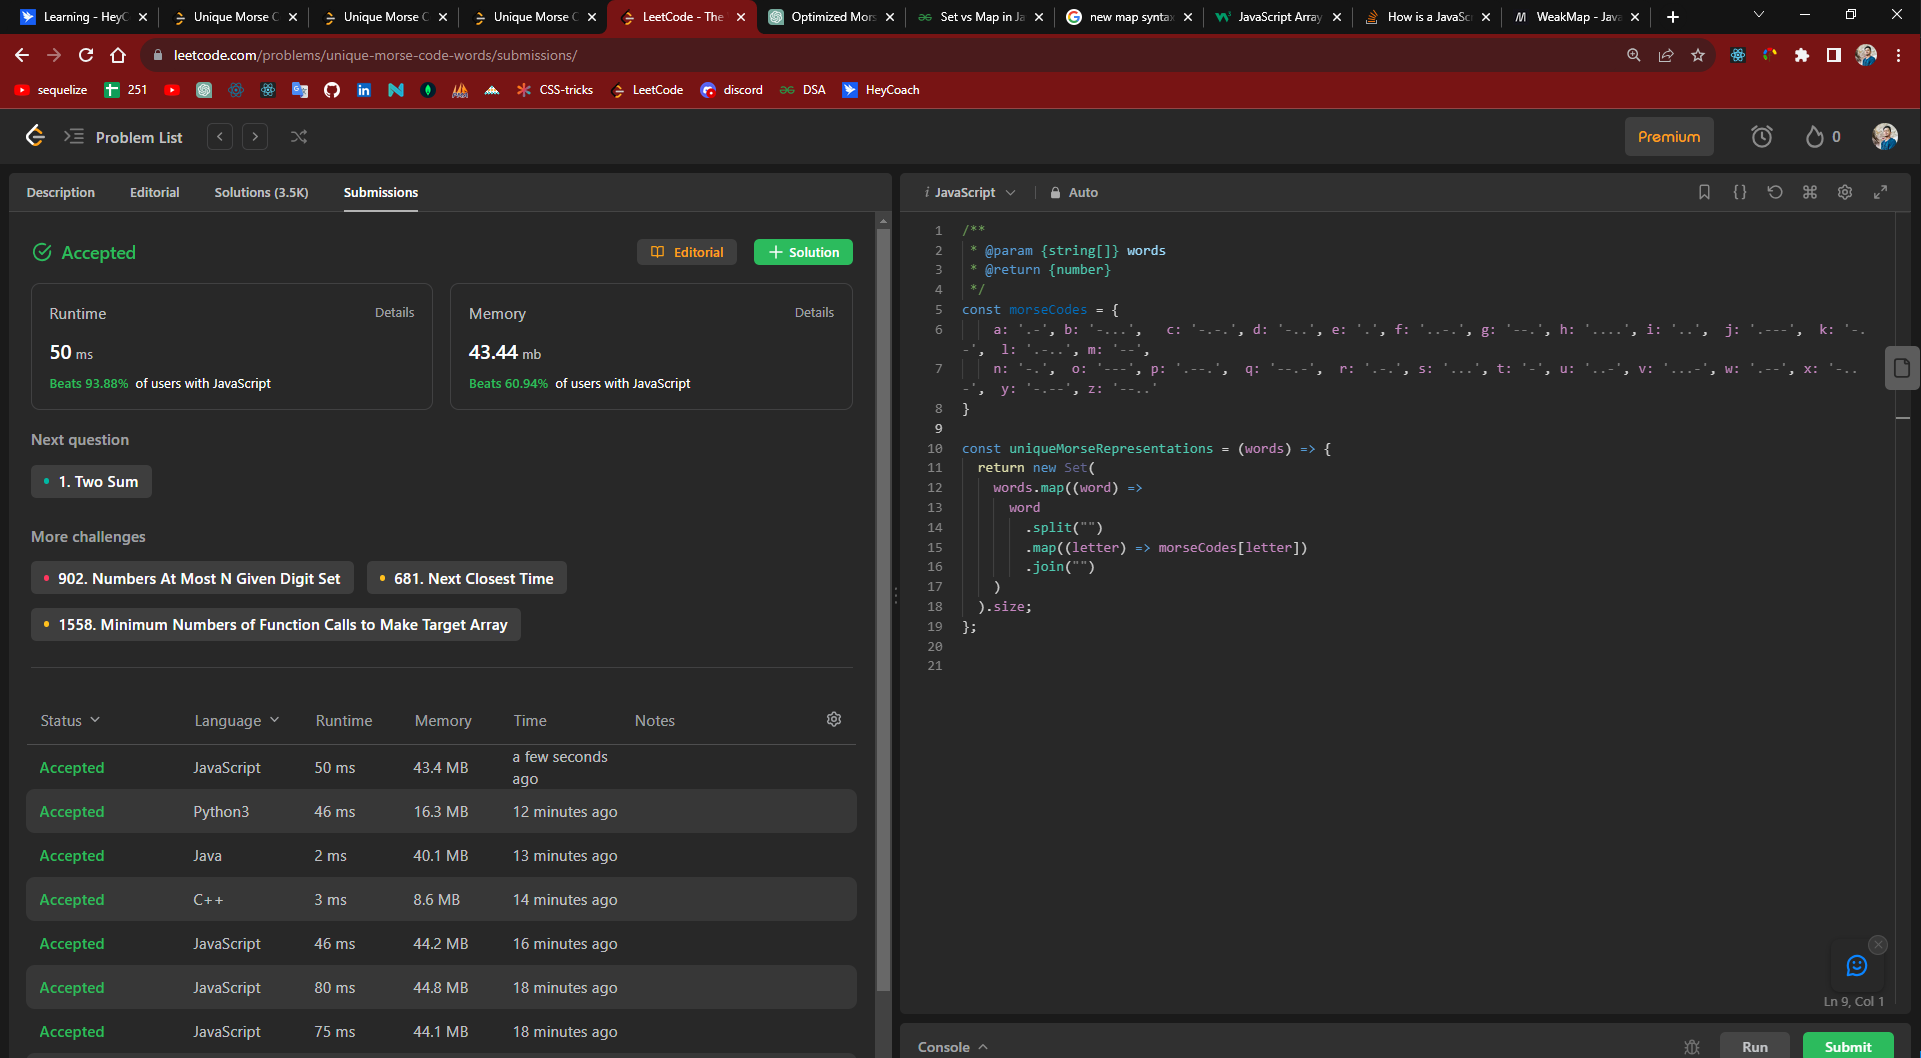 Learning - HeyC
Unique Morse C
Unique Morse C
Unique Morse C
LeetCode - The
Optimized Mors
Set vs Map in Ja
new map syntax
JavaScript Array
How is a JavaScr
WeakMap - Java
leetcode.com/problems/unique-morse-code-words/submissions/
sequelize
251
CSS-tricks
LeetCode
discord
DSA
HeyCoach
Problem List
Premium
0
Description
Editorial
Solutions (3.5K)
Submissions
Accepted
Editorial
Solution
Runtime
Details
50 ms
Beats 93.88% of users with JavaScript
Memory
Details
43.44 mb
Beats 60.94% of users with JavaScript
Next question
1. Two Sum
More challenges
902. Numbers At Most N Given Digit Set
681. Next Closest Time
1558. Minimum Numbers of Function Calls to Make Target Array
Status Language Runtime Memory Time Notes
Accepted JavaScript 50 ms 43.4 MB a few seconds ago
Accepted Python3 46 ms 16.3 MB 12 minutes ago
Accepted Java 2 ms 40.1 MB 13 minutes ago
Accepted C++ 3 ms 8.6 MB 14 minutes ago
Accepted JavaScript 46 ms 44.2 MB 16 minutes ago
Accepted JavaScript 80 ms 44.8 MB 18 minutes ago
Accepted JavaScript 75 ms 44.1 MB 18 minutes ago
i JavaScript
Auto
1 /**
2 * @param {string[]} words
3 * @return {number}
4 */
5 const morseCodes = {
6 a: '.-', b: '-...', c: '-.-.', d: '-..', e: '.', f: '..-.', g: '--.', h: '....', i: '..', j: '.---', k: '-.
-', l: '.-..', m: '--',
7 n: '-.', o: '---', p: '.--.', q: '--.-', r: '.-.', s: '...', t: '-', u: '..-', v: '...-', w: '.--', x: '-..
-', y: '-.--', z: '--..'
8 }
9
10 const uniqueMorseRepresentations = (words) => {
11 return new Set(
12 words.map((word) =>
13 word
14 .split("")
15 .map((letter) => morseCodes[letter])
16 .join("")
17 )
18 ).size;
19 };
20
21
Ln 9, Col 1
Console
Run
Submit